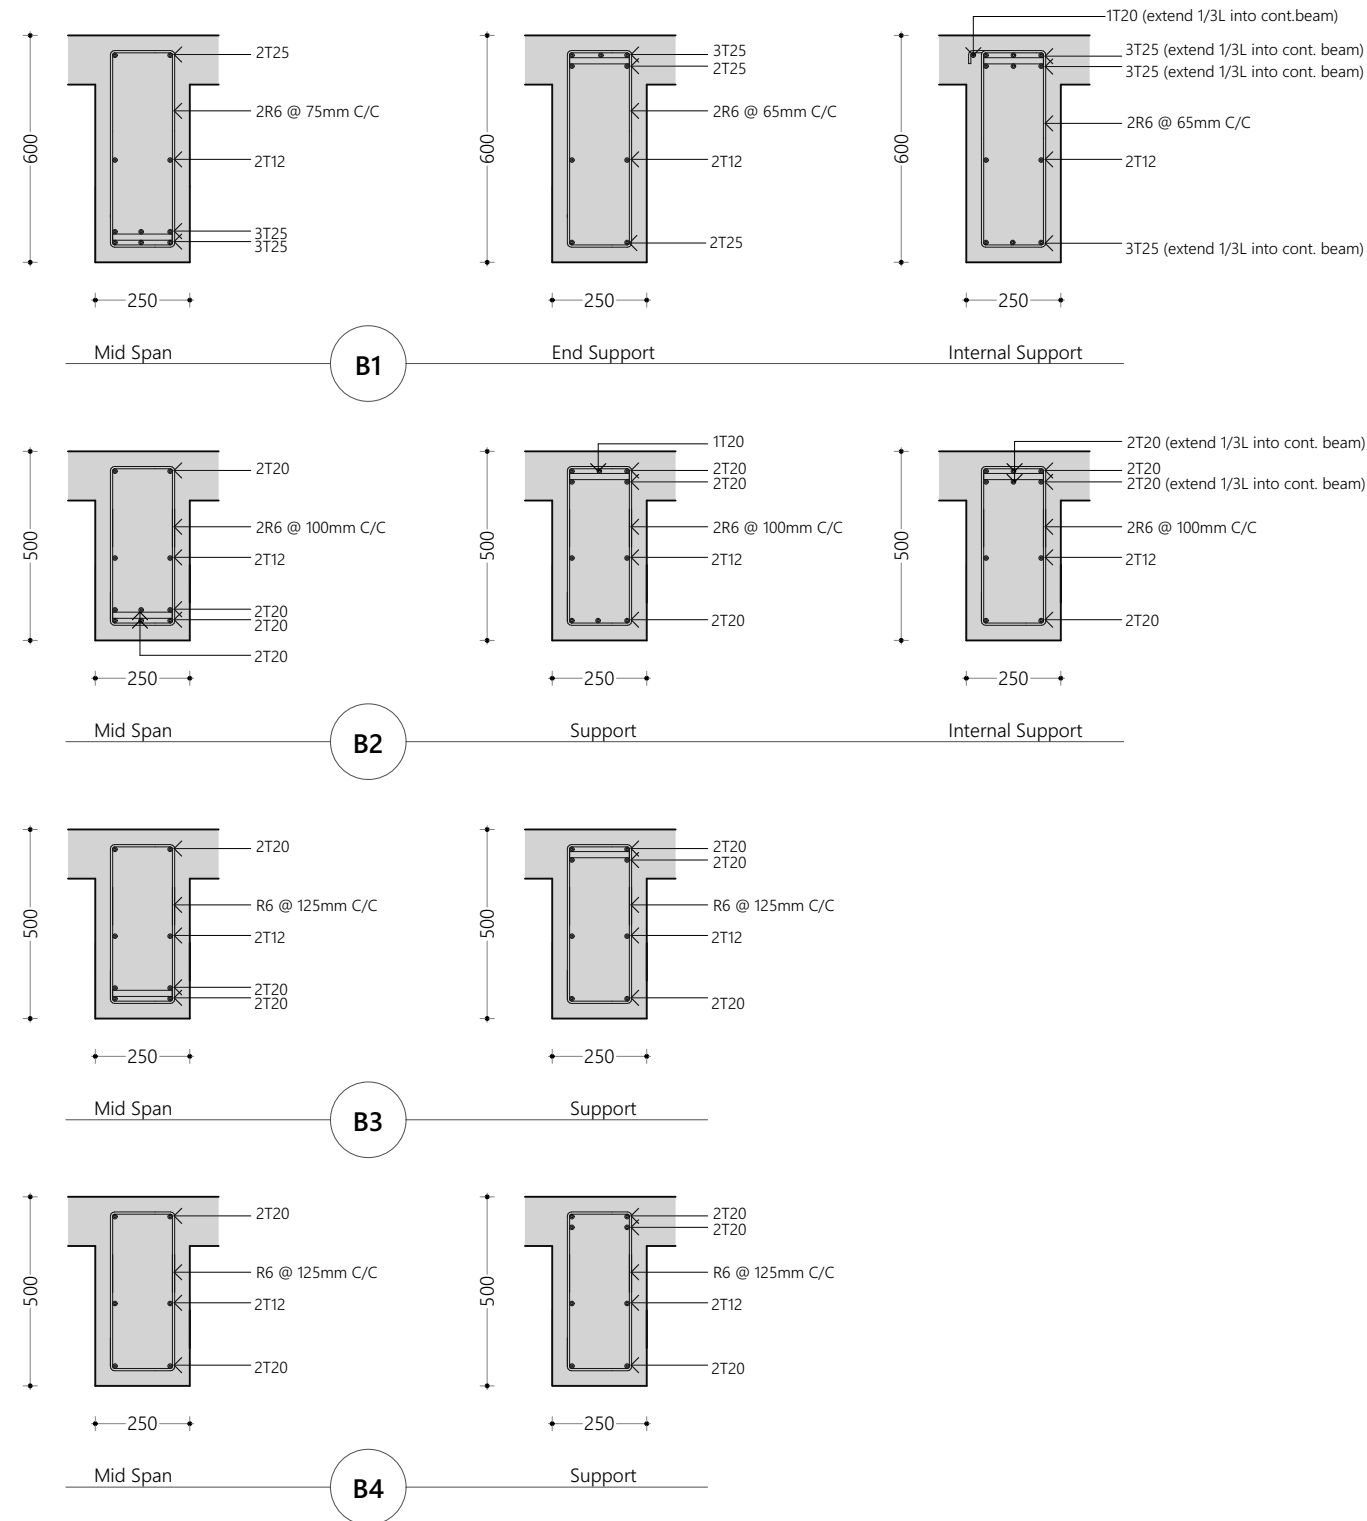 1T20 (extend 1/3L into cont.beam)
2T25
3T25
2T25
3T25 (extend 1/3L into cont. beam)
3T25 (extend 1/3L into cont. beam)
2R6 @ 75mm C/C
2R6 @ 65mm C/C
2R6 @ 65mm C/C
600
600
600
2T12
2T12
2T12
3T25
3T25
2T25
3T25 (extend 1/3L into cont. beam)
250
250
250
Mid Span
B1
End Support
Internal Support
2T20
1T20
2T20
2T20
2T20 (extend 1/3L into cont. beam)
2T20
2T20 (extend 1/3L into cont. beam)
2R6 @ 100mm C/C
2R6 @ 100mm C/C
2R6 @ 100mm C/C
500
500
500
2T12
2T12
2T12
2T20
2T20
2T20
2T20
2T20
250
250
250
Mid Span
B2
Support
Internal Support
2T20
2T20
2T20
R6 @ 125mm C/C
R6 @ 125mm C/C
500
500
2T12
2T12
2T20
2T20
2T20
250
250
Mid Span
B3
Support
2T20
2T20
2T20
R6 @ 125mm C/C
R6 @ 125mm C/C
500
500
2T12
2T12
2T20
2T20
250
250
Mid Span
B4
Support